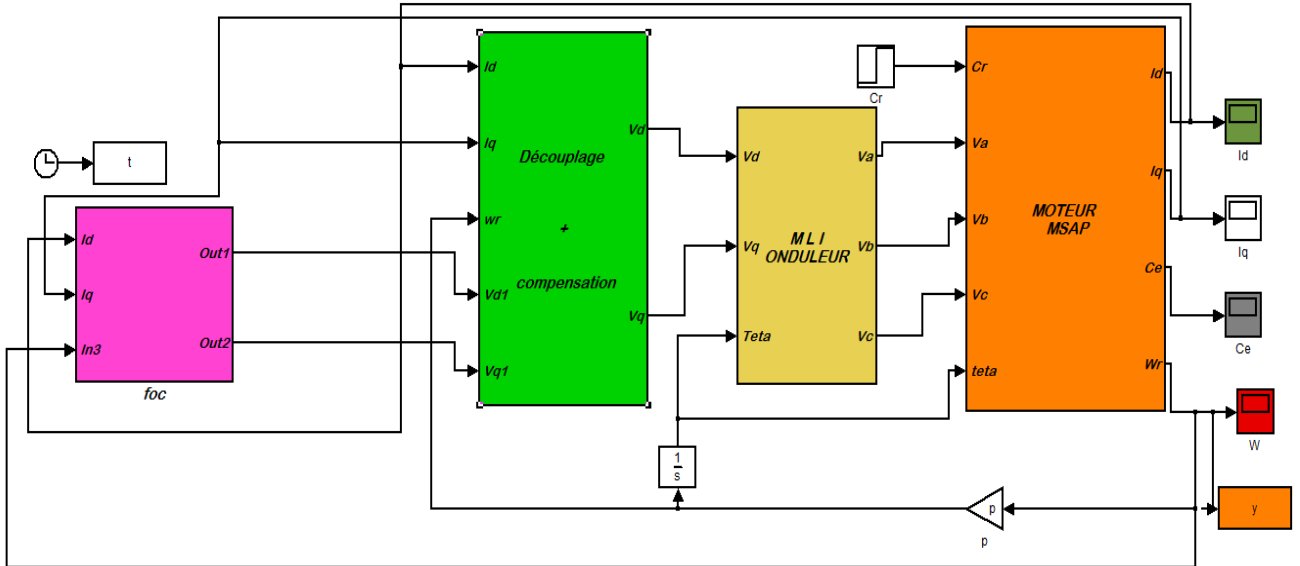 t
Id
Iq
In3
Out1
Out2
foc
Id
Iq
wr
Vd1
Vq1
Découplage
+
compensation
Vd
Vq
Vd
Vq
Teta
M L I
ONDULEUR
Va
Vb
Vc
1
s
Cr
Cr
Va
Vb
Vc
teta
MOTEUR
MSAP
Id
Iq
Ce
Wr
Id
Iq
Ce
W
p
p
y